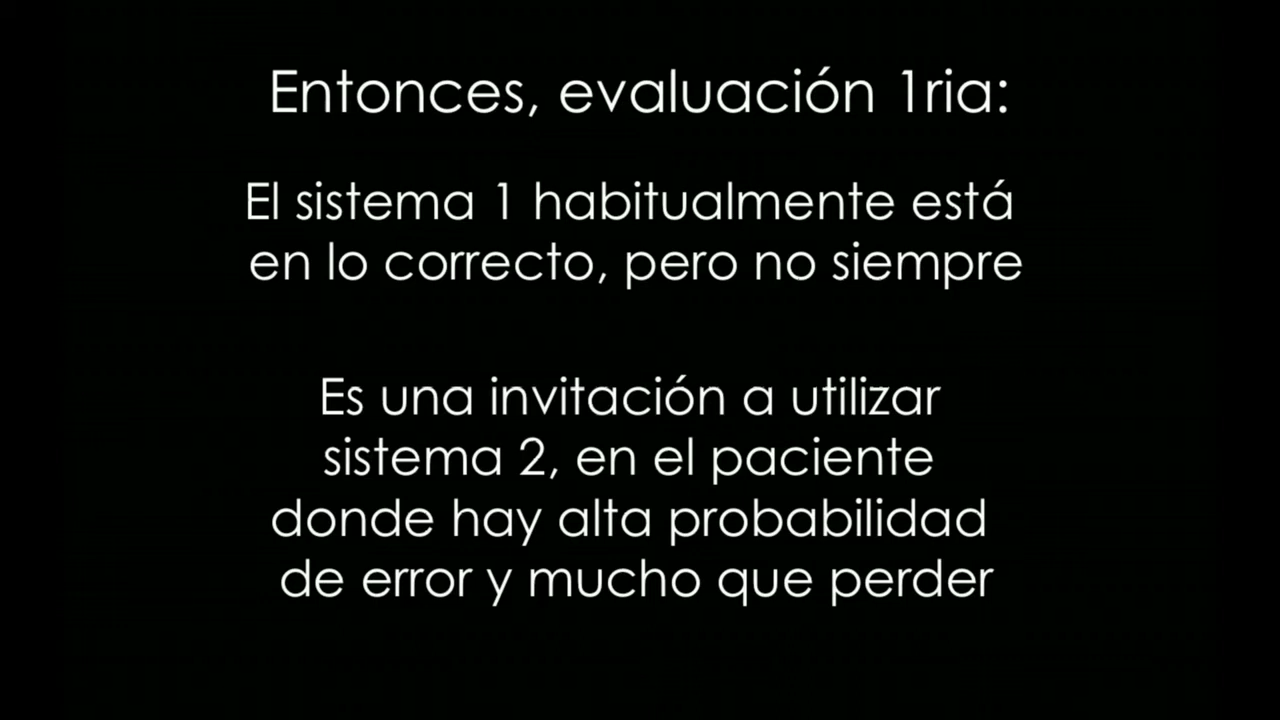 Entonces, evaluación 1ria:
El sistema 1 habitualmente está
en lo correcto, pero no siempre
Es una invitación a utilizar
sistema 2, en el paciente
donde hay alta probabilidad
de error y mucho que perder